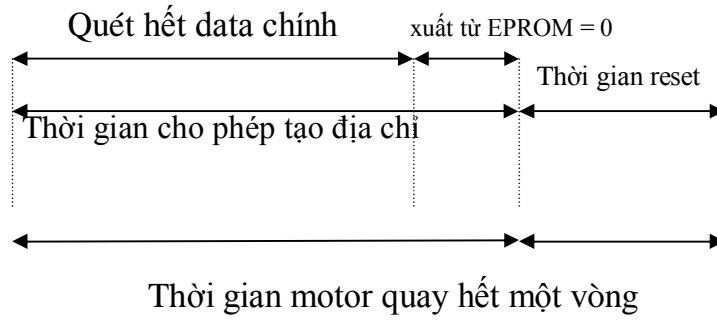 Quét hết data chính
xuất từ EPROM = 0
Thời gian reset
Thời gian cho phép tạo địa chỉ
Thời gian motor quay hết một vòng